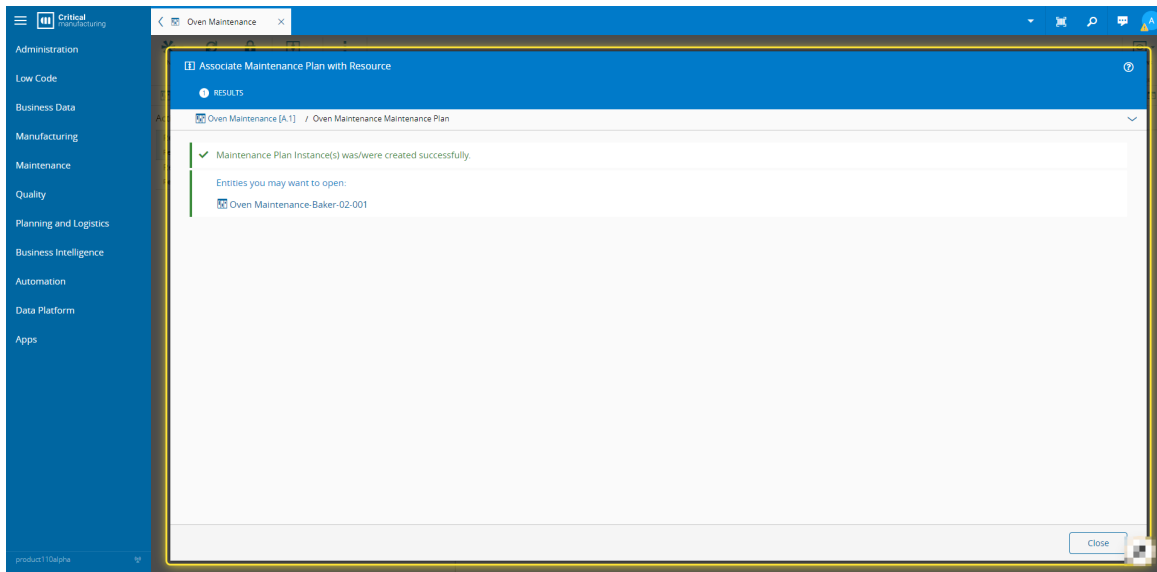 Critical
manufacturing
Oven Maintenance
A
Administration
Low Code
Business Data
Manufacturing
Maintenance
Quality
Planning and Logistics
Business Intelligence
Automation
Data Platform
Apps
product110alpha
Associate Maintenance Plan with Resource
1 RESULTS
Oven Maintenance [A.1] / Oven Maintenance Maintenance Plan
Maintenance Plan Instance(s) was/were created successfully.
Entities you may want to open:
Oven Maintenance-Baker-02-001
Close